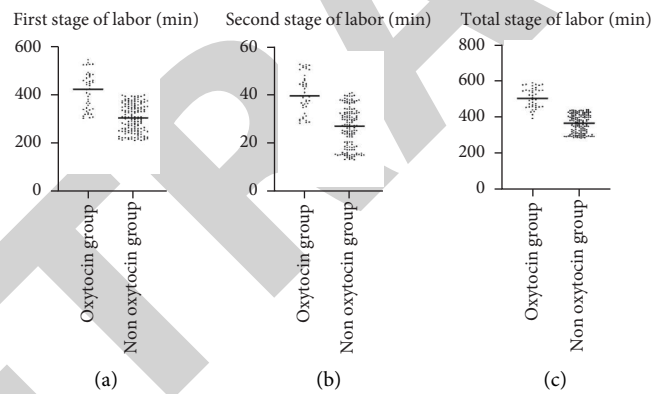 First stage of labor (min)
600
400
200
0
Oxytocin group
Non oxytocin group
(a)
Second stage of labor (min)
60
40
20
0
Oxytocin group
Non oxytocin group
(b)
Total stage of labor (min)
800
600
400
200
0
Oxytocin group
Non oxytocin group
(c)